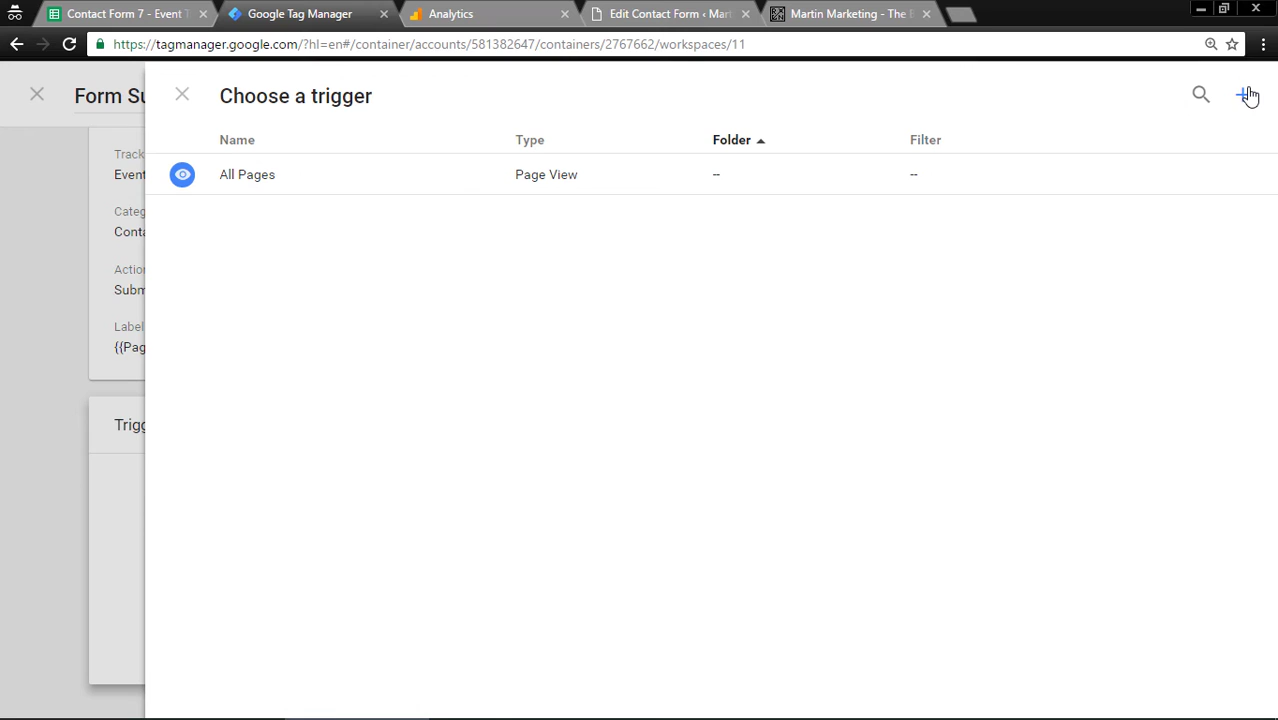 Contact Form 7 - Event T
Google Tag Manager
Analytics
Edit Contact Form ‹ Mart
Martin Marketing - The B
https://tagmanager.google.com/?hl=en#/container/accounts/581382647/containers/2767662/workspaces/11
Form Su
Choose a trigger
Name Type Folder Filter
All Pages Page View -- --
Track
Event
Categ
Conta
Action
Subm
Label
{{Pag
Trigg